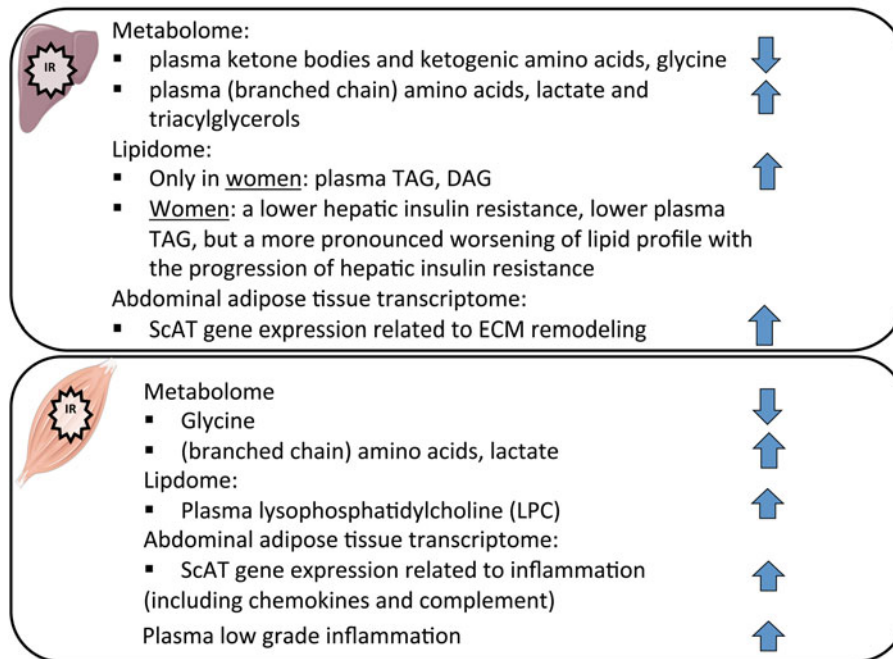 IR
Metabolome:
▪ plasma ketone bodies and ketogenic amino acids, glycine
▪ plasma (branched chain) amino acids, lactate and
triacylglycerols
Lipidome:
▪ Only in women: plasma TAG, DAG
▪ Women: a lower hepatic insulin resistance, lower plasma
TAG, but a more pronounced worsening of lipid profile with
the progression of hepatic insulin resistance
Abdominal adipose tissue transcriptome:
▪ ScAT gene expression related to ECM remodeling
IR
Metabolome
▪ Glycine
▪ (branched chain) amino acids, lactate
Lipdome:
▪ Plasma lysophosphatidylcholine (LPC)
Abdominal adipose tissue transcriptome:
▪ ScAT gene expression related to inflammation
(including chemokines and complement)
Plasma low grade inflammation